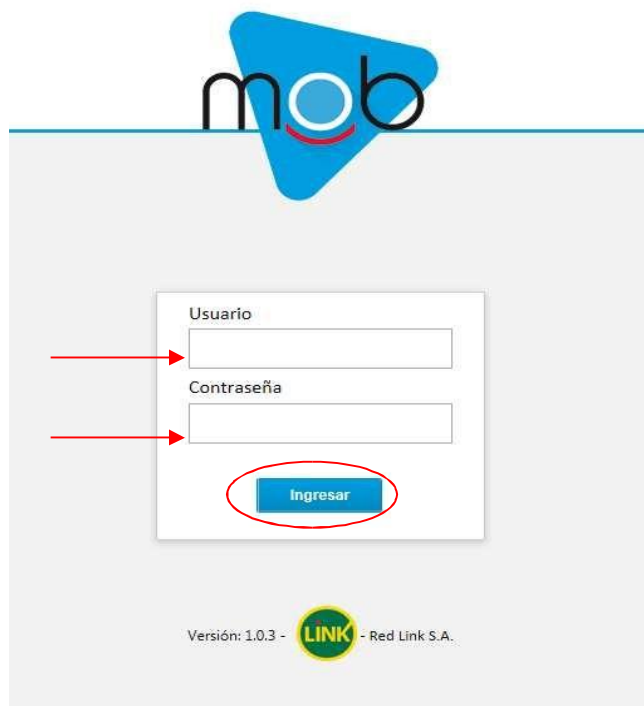 mob
Usuario
Contraseña
Ingresar
Versión: 1.0.3 - LINK - Red Link S.A.